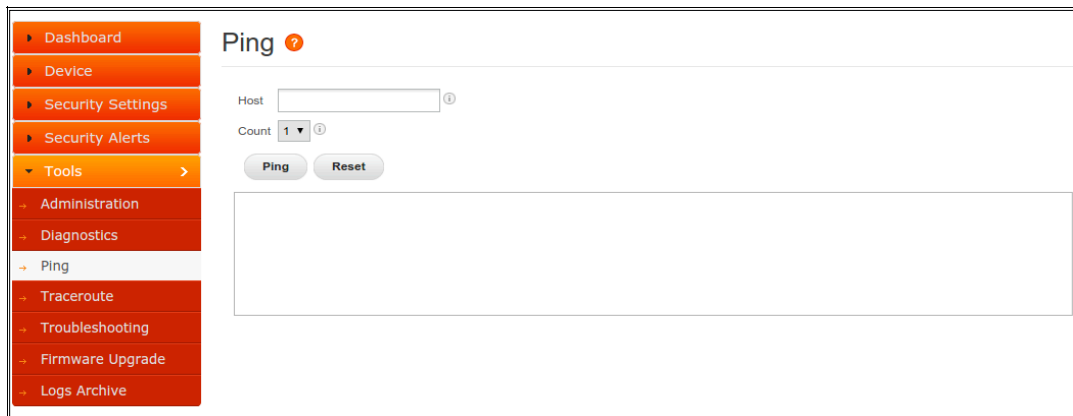 Dashboard
Device
Security Settings
Security Alerts
Tools
Administration
Diagnostics
Ping
Traceroute
Troubleshooting
Firmware Upgrade
Logs Archive
Ping ?
Host
Count 1
Ping Reset